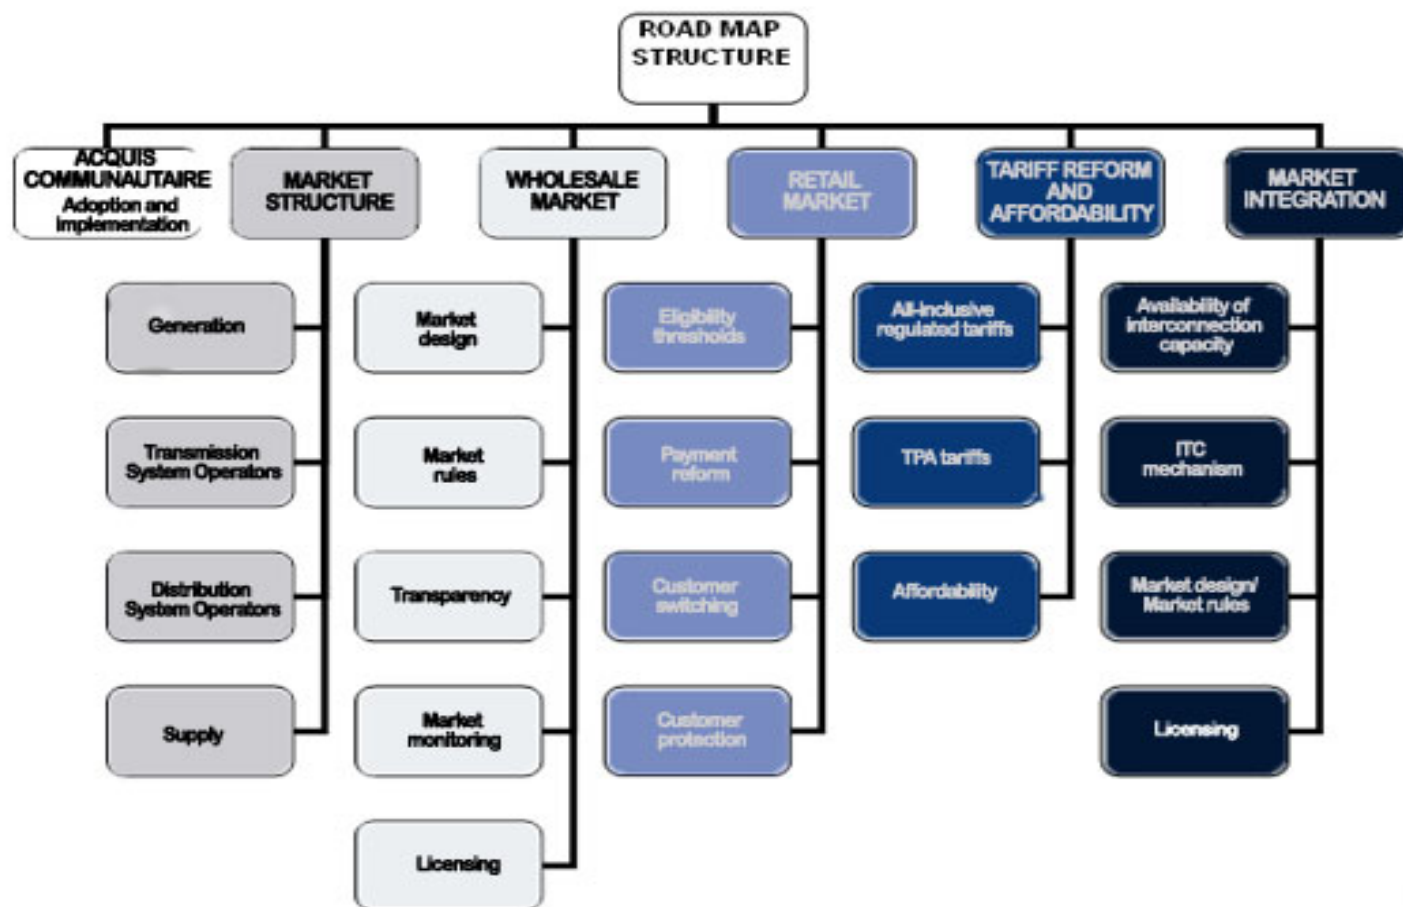 ROAD MAP
STRUCTURE
ACQUIS
COMMUNAUTAIRE
Adoption and
implementation
MARKET
STRUCTURE
WHOLESALE
MARKET
RETAIL
MARKET
TARIFF REFORM
AND
AFFORDABILITY
MARKET
INTEGRATION
Generation
Transmission
System Operators
Distribution
System Operators
Supply
Market
design
Market
rules
Transparency
Market
monitoring
Licensing
Eligibility
thresholds
Payment
reform
Customer
switching
Customer
protection
All-inclusive
regulated tariffs
TPA tariffs
Affordability
Availability of
interconnection
capacity
ITC
mechanism
Market design/
Market rules
Licensing